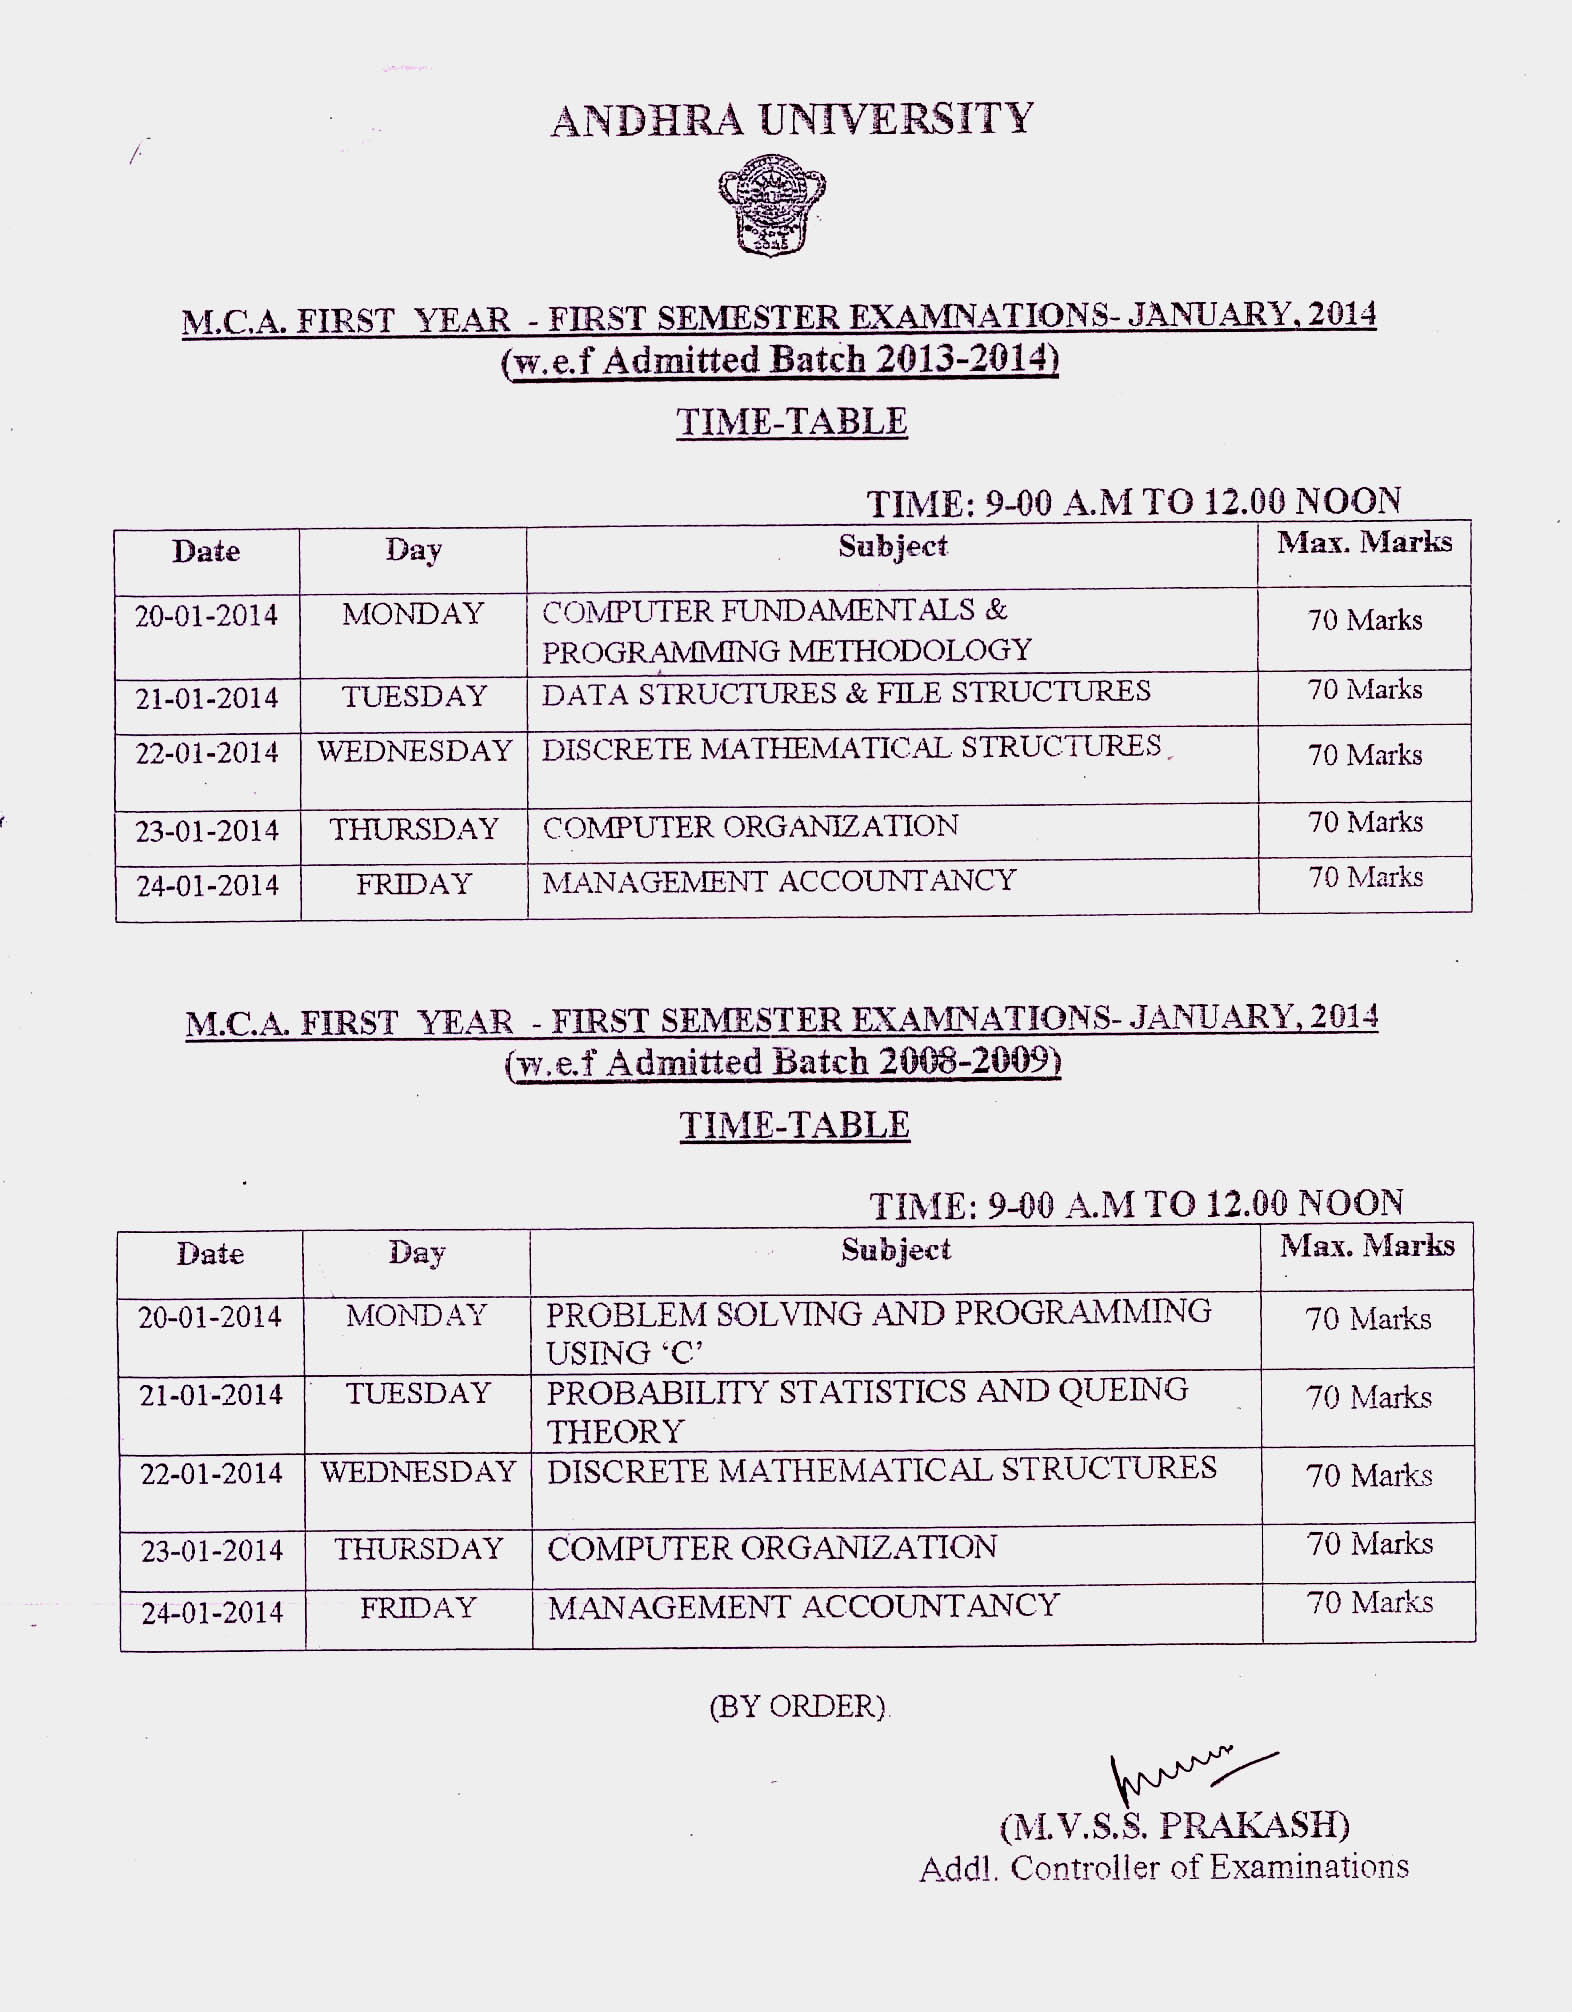 ANDHRA UNIVERSITY
M.C.A. FIRST YEAR - FIRST SEMESTER EXAMNATIONS- JANUARY, 2014
(w.e.f Admitted Batch 2013-2014)
TIME-TABLE
TIME: 9-00 A.M TO 12.00 NOON
Date Day Subject Max. Marks
20-01-2014 MONDAY COMPUTER FUNDAMENTALS & 70 Marks
PROGRAMMING METHODOLOGY
21-01-2014 TUESDAY DATA STRUCTURES & FILE STRUCTURES 70 Marks
22-01-2014 WEDNESDAY DISCRETE MATHEMATICAL STRUCTURES 70 Marks
23-01-2014 THURSDAY COMPUTER ORGANIZATION 70 Marks
24-01-2014 FRIDAY MANAGEMENT ACCOUNTANCY 70 Marks
M.C.A. FIRST YEAR - FIRST SEMESTER EXAMNATIONS- JANUARY, 2014
(w.e.f Admitted Batch 2008-2009)
TIME-TABLE
TIME: 9-00 A.M TO 12.00 NOON
Date Day Subject Max. Marks
20-01-2014 MONDAY PROBLEM SOLVING AND PROGRAMMING 70 Marks
USING ‘C’
21-01-2014 TUESDAY PROBABILITY STATISTICS AND QUEING 70 Marks
THEORY
22-01-2014 WEDNESDAY DISCRETE MATHEMATICAL STRUCTURES 70 Marks
23-01-2014 THURSDAY COMPUTER ORGANIZATION 70 Marks
24-01-2014 FRIDAY MANAGEMENT ACCOUNTANCY 70 Marks
(BY ORDER)
(M.V.S.S. PRAKASH)
Addl. Controller of Examinations